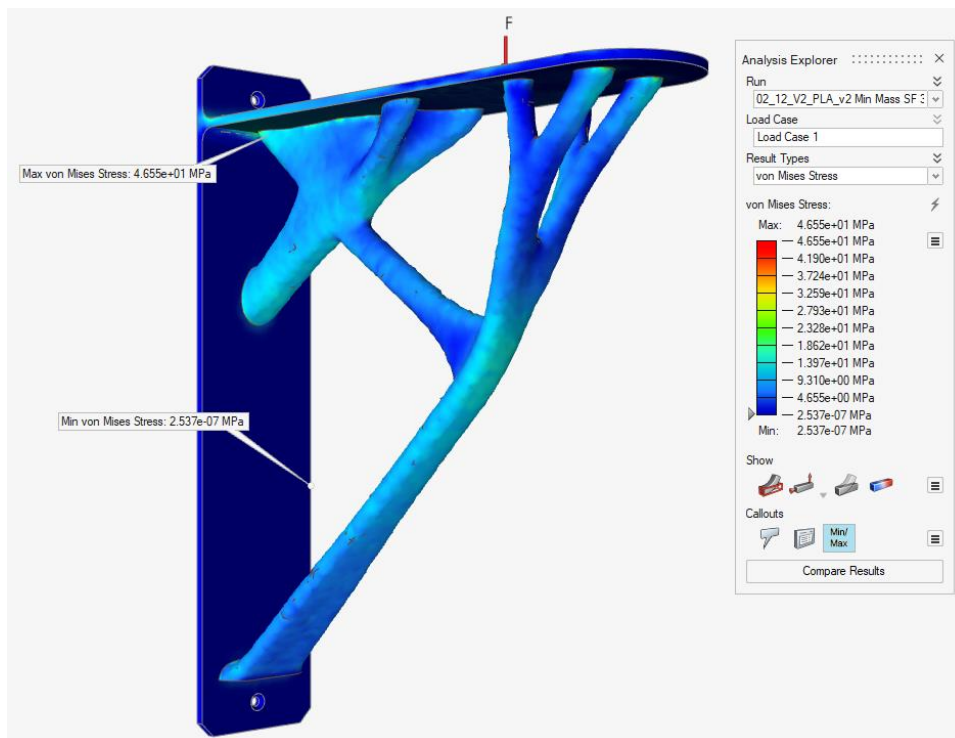 F
Max von Mises Stress: 4.655e+01 MPa
Min von Mises Stress: 2.537e-07 MPa
Analysis Explorer
Run
02_12_V2_PLA_v2 Min Mass SF 3
Load Case
Load Case 1
Result Types
von Mises Stress
von Mises Stress:
Max: 4.655e+01 MPa
4.655e+01 MPa
4.190e+01 MPa
3.724e+01 MPa
3.259e+01 MPa
2.793e+01 MPa
2.328e+01 MPa
1.862e+01 MPa
1.397e+01 MPa
9.310e+00 MPa
4.655e+00 MPa
2.537e-07 MPa
Min: 2.537e-07 MPa
Show
Callouts
Min/
Max
Compare Results